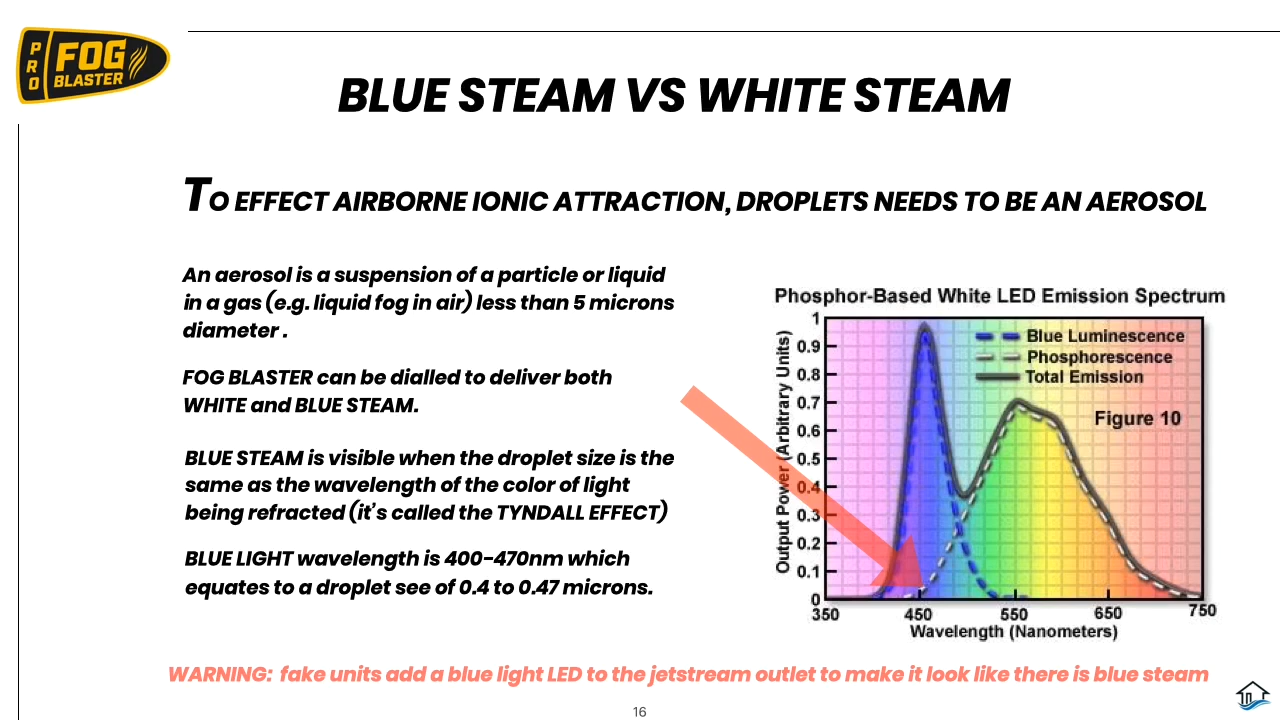 PRO
FOG
BLASTER
BLUE STEAM VS WHITE STEAM
TO EFFECT AIRBORNE IONIC ATTRACTION, DROPLETS NEEDS TO BE AN AEROSOL
An aerosol is a suspension of a particle or liquid
in a gas (e.g. liquid fog in air) less than 5 microns
diameter .
FOG BLASTER can be dialled to deliver both
WHITE and BLUE STEAM.
BLUE STEAM is visible when the droplet size is the
same as the wavelength of the color of light
being refracted (it's called the TYNDALL EFFECT)
BLUE LIGHT wavelength is 400-470nm which
equates to a droplet see of 0.4 to 0.47 microns.
Phosphor-Based White LED Emission Spectrum
Output Power (Arbitrary Units)
1
0.9
0.8
0.7
0.6
0.5
0.4
0.3
0.2
0.1
0
Blue Luminescence
Phosphorescence
Total Emission
Figure 10
350 450 550 650 750
Wavelength (Nanometers)
WARNING: fake units add a blue light LED to the jetstream outlet to make it look like there is blue steam
16